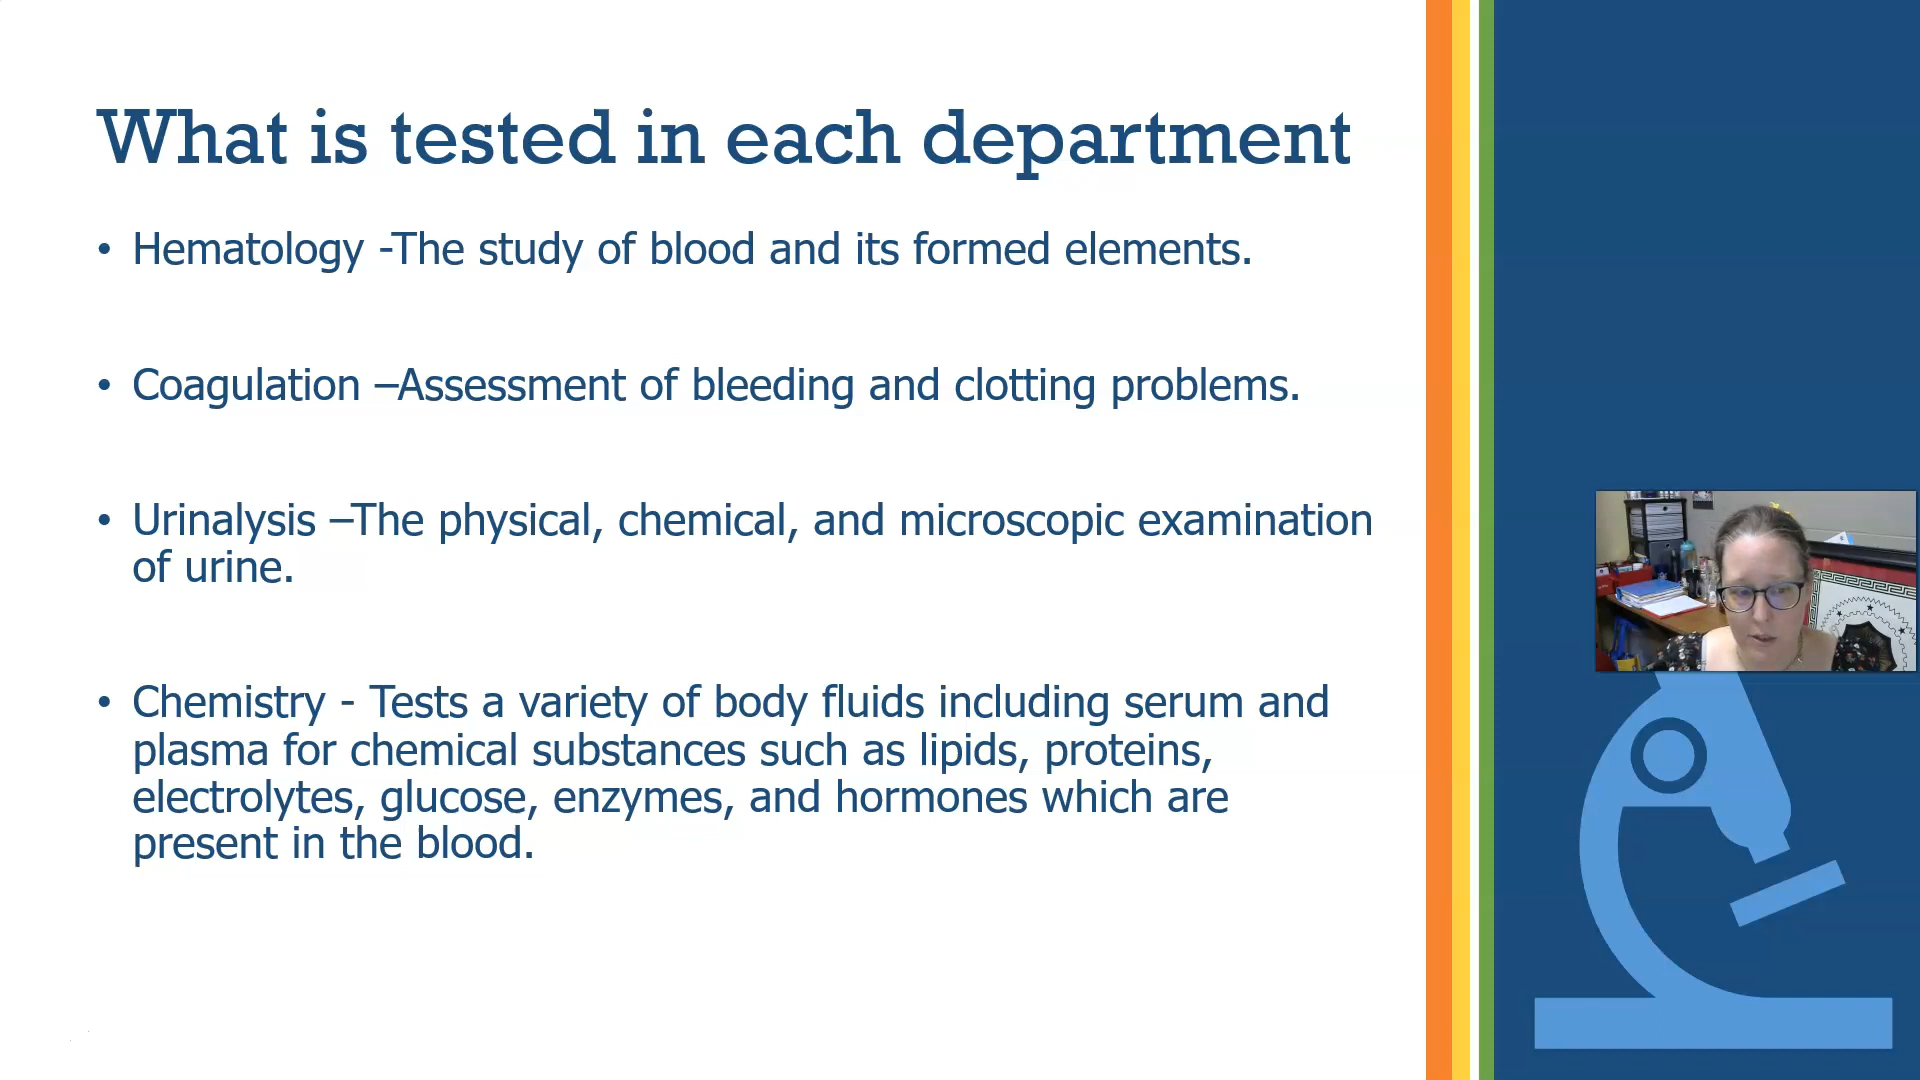 What is tested in each department
• Hematology -The study of blood and its formed elements.
• Coagulation –Assessment of bleeding and clotting problems.
• Urinalysis –The physical, chemical, and microscopic examination
of urine.
• Chemistry - Tests a variety of body fluids including serum and
plasma for chemical substances such as lipids, proteins,
electrolytes, glucose, enzymes, and hormones which are
present in the blood.